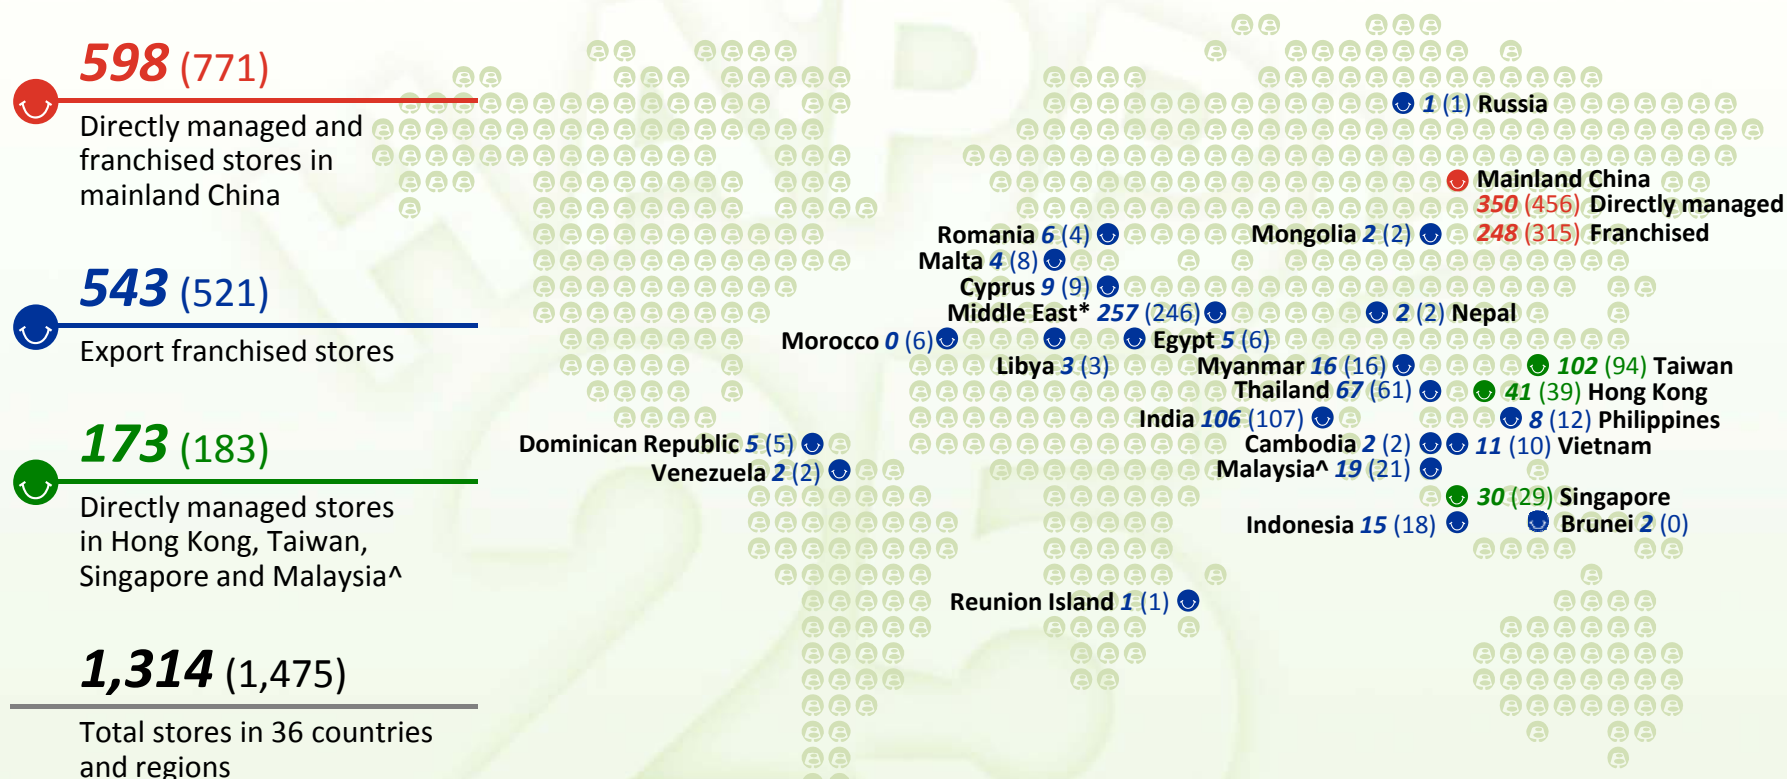 598 (771)
Directly managed and
franchised stores in
mainland China
543 (521)
Export franchised stores
173 (183)
Directly managed stores
in Hong Kong, Taiwan,
Singapore and Malaysia^
1,314 (1,475)
Total stores in 36 countries
and regions
1 (1) Russia
Mainland China
350 (456) Directly managed
248 (315) Franchised
Romania 6 (4)
Mongolia 2 (2)
Malta 4 (8)
Cyprus 9 (9)
Middle East* 257 (246)
2 (2) Nepal
Morocco 0 (6)
Egypt 5 (6)
Libya 3 (3)
Myanmar 16 (16)
102 (94) Taiwan
Thailand 67 (61)
41 (39) Hong Kong
India 106 (107)
8 (12) Philippines
Dominican Republic 5 (5)
Cambodia 2 (2)
11 (10) Vietnam
Venezuela 2 (2)
Malaysia^ 19 (21)
30 (29) Singapore
Indonesia 15 (18)
Brunei 2 (0)
Reunion Island 1 (1)
25